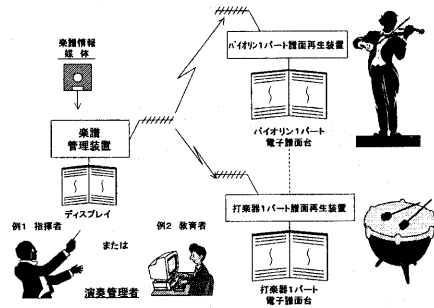 楽譜情報
媒 体
楽譜
管理装置
ディスプレイ
例1 指揮者
または
例2 教育者
演奏管理者
バイオリン1パート譜面再生装置
バイオリン1パート
電子譜面台
打楽器1パート譜面再生装置
打楽器1パート
電子譜面台